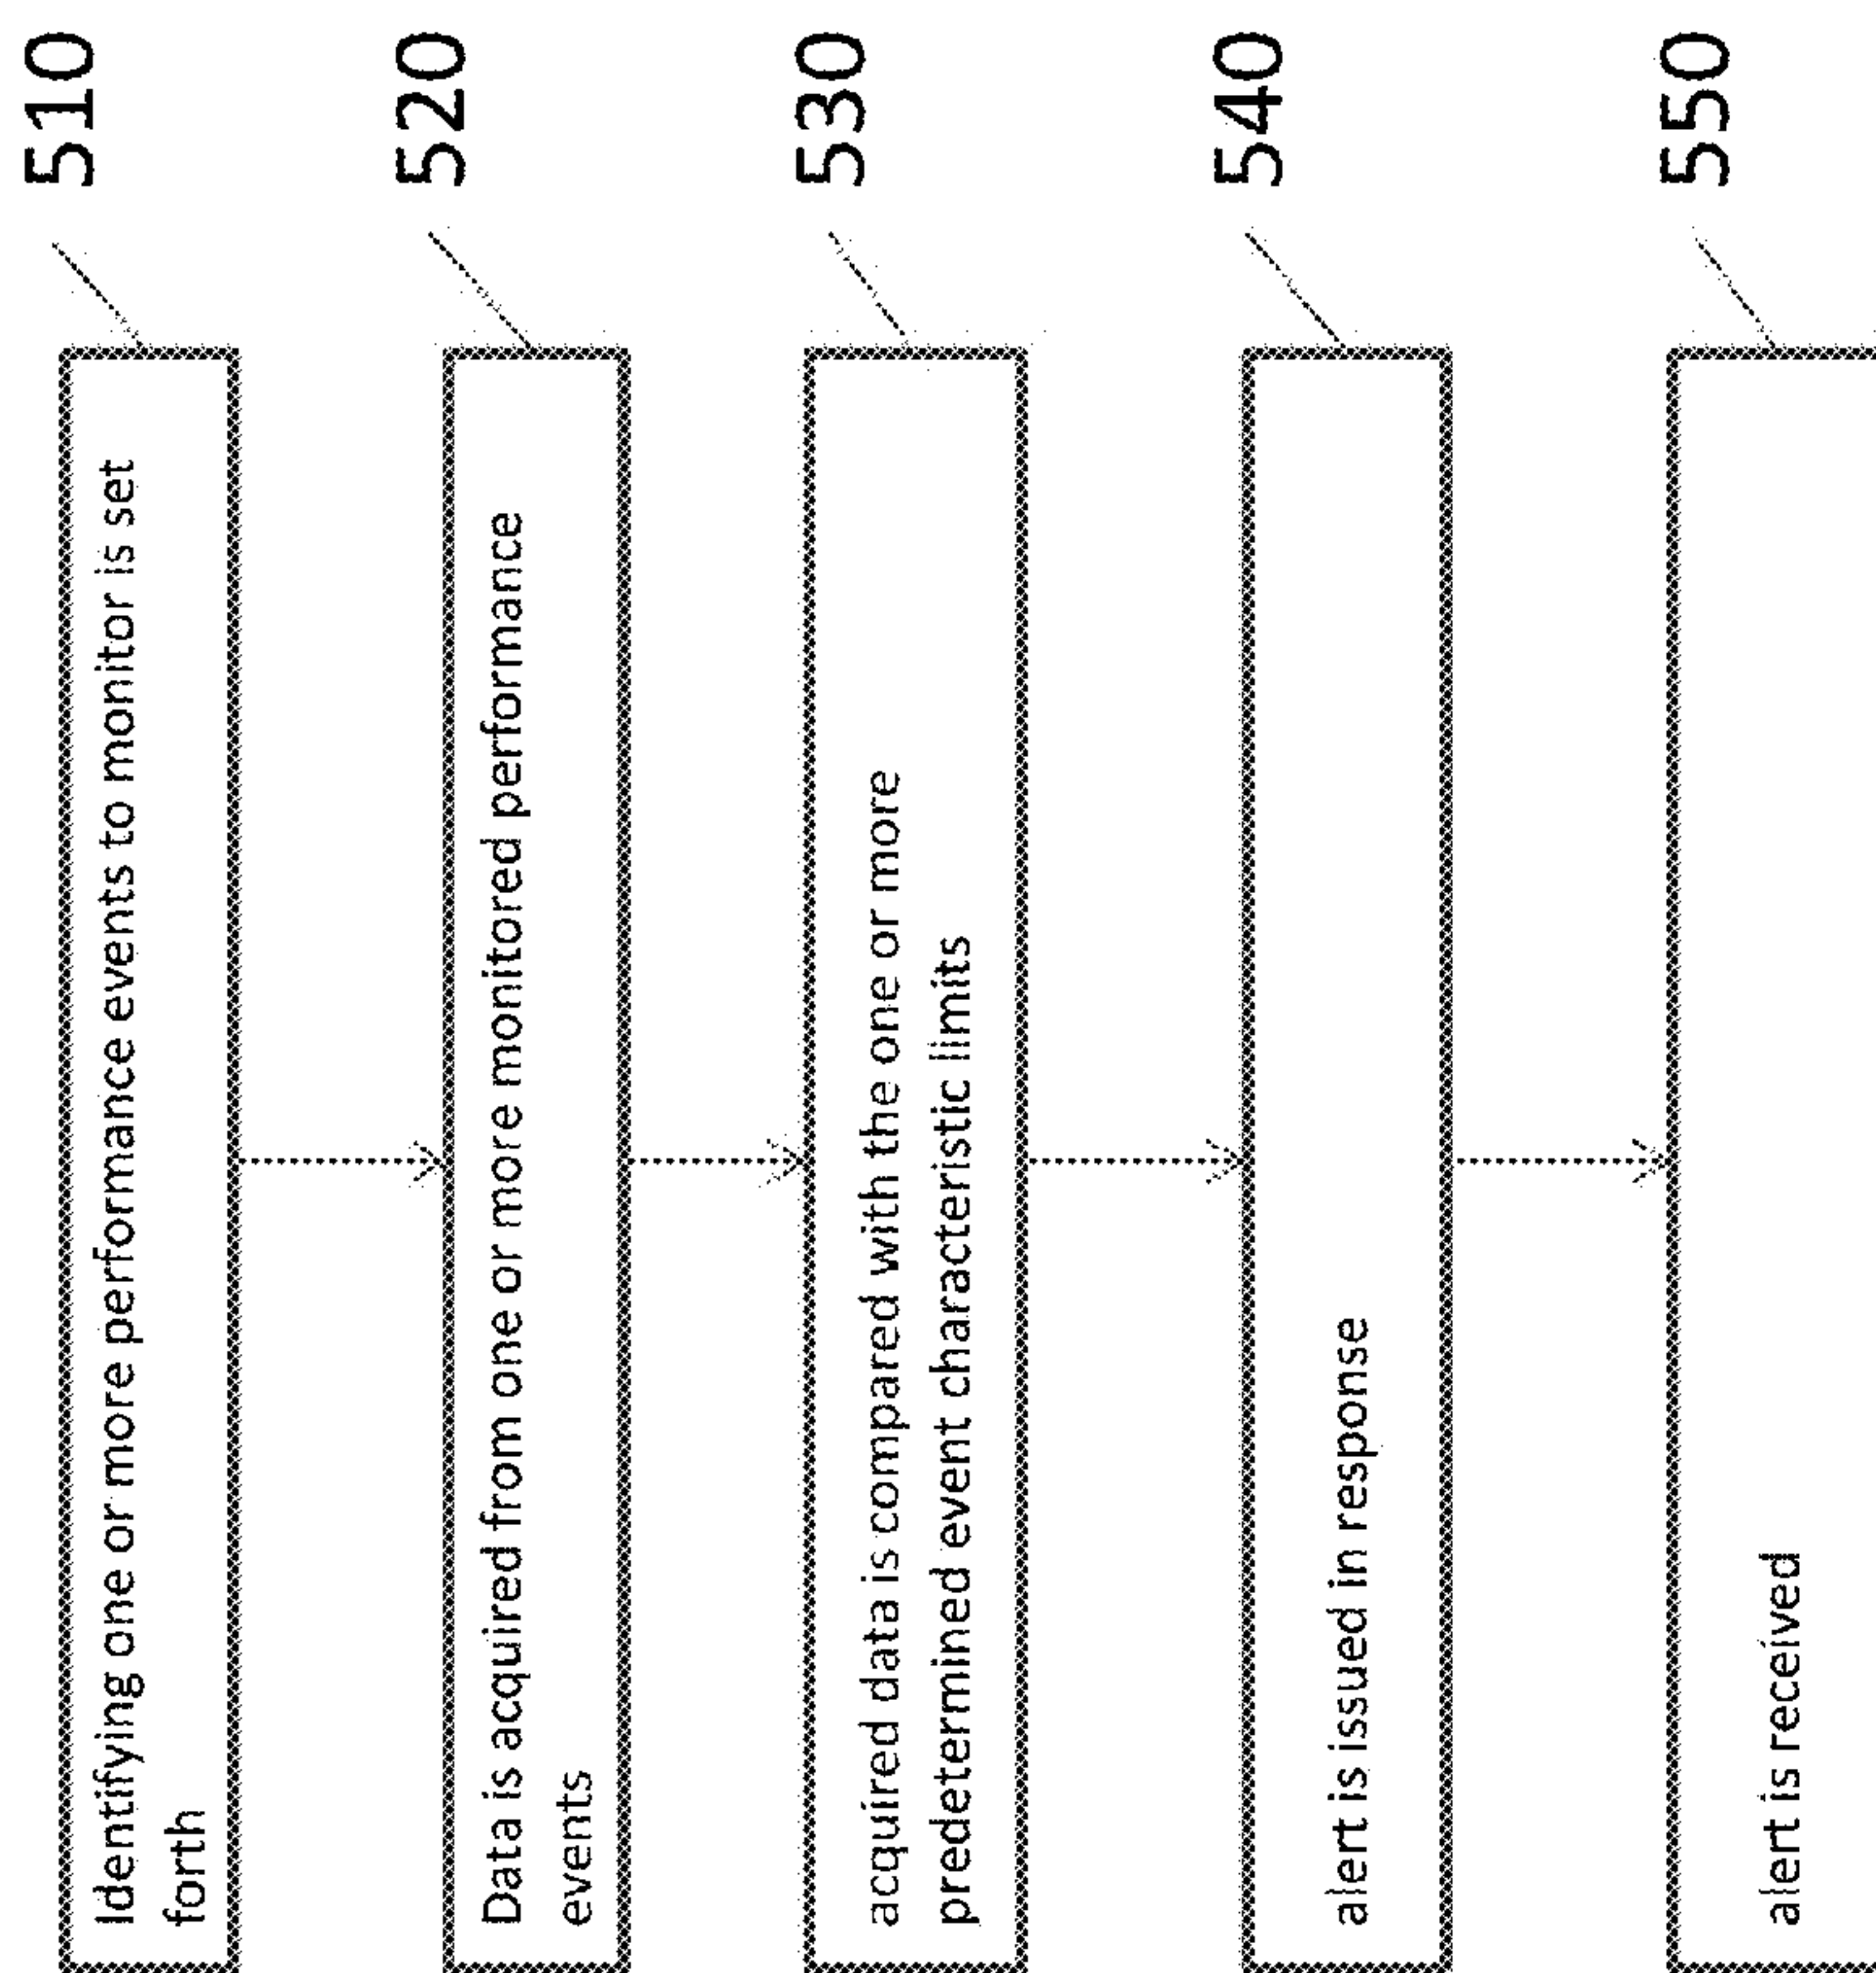 510
Identifying one or more performance events to monitor is set
forth
520
Data is acquired from one or more monitored performance
events
530
acquired data is compared with the one or more
predetermined event characteristic limits
540
alert is issued in response
550
alert is received